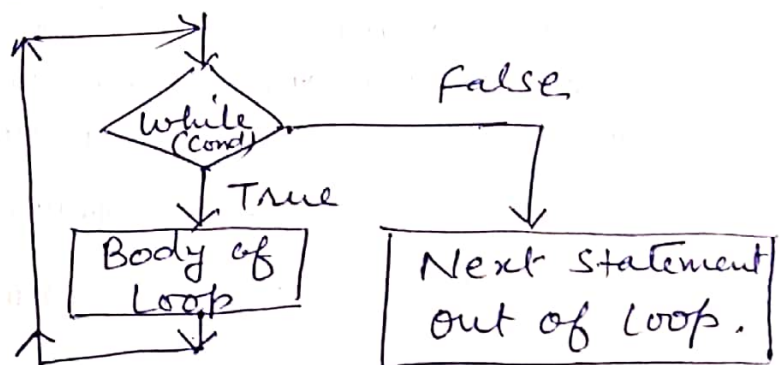 False
While
(Cond)
True
Body of
Loop
Next Statement
out of loop.